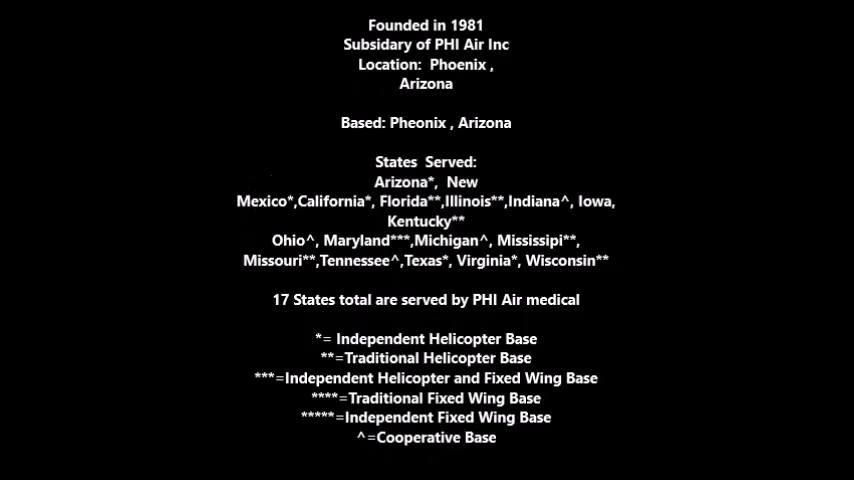 Founded in 1981
Subsidary of PHI Air Inc
Location:  Phoenix ,
Arizona
Based: Pheonix , Arizona
States  Served:
Arizona*,  New
Mexico*,California*, Florida**,Illinois**,Indiana^, Iowa,
Kentucky**
Ohio^, Maryland***,Michigan^, Mississipi**,
Missouri**,Tennessee^,Texas*, Virginia*, Wisconsin**
17 States total are served by PHI Air medical
*= Independent Helicopter Base
**=Traditional Helicopter Base
***=Independent Helicopter and Fixed Wing Base
****=Traditional Fixed Wing Base
*****=Independent Fixed Wing Base
^=Cooperative Base